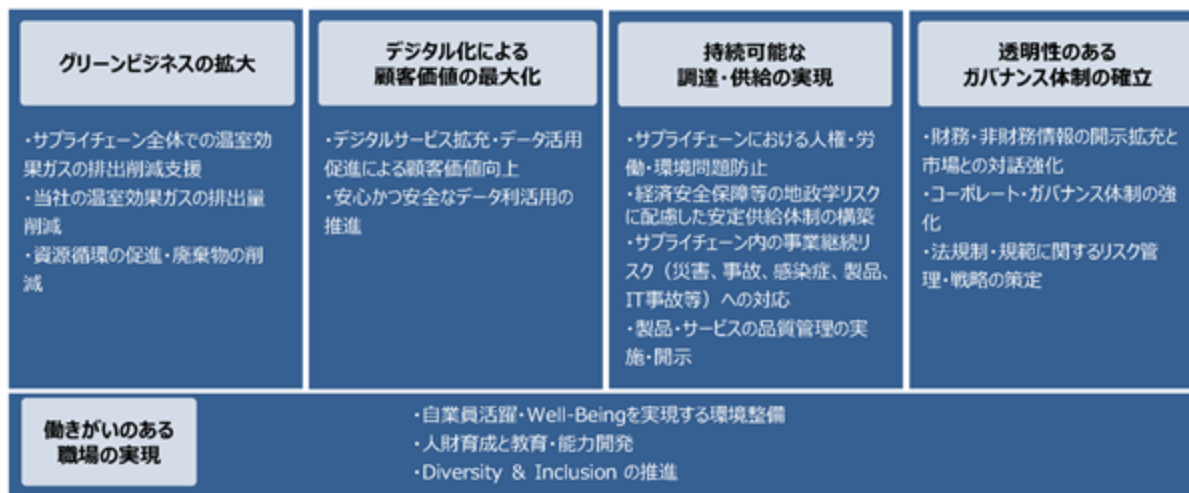 グリーンビジネスの拡大
・サプライチェーン全体での温室効
果ガスの排出削減支援
・当社の温室効果ガスの排出量
削減
・資源循環の促進・廃棄物の削
減
デジタル化による
顧客価値の最大化
・デジタルサービス拡充・データ活用
促進による顧客価値向上
・安心かつ安全なデータ利活用の
推進
持続可能な
調達・供給の実現
・サプライチェーンにおける人権・労
働・環境問題防止
・経済安全保障等の地政学リスク
に配慮した安定供給体制の構築
・サプライチェーン内の事業継続リ
スク（災害、事故、感染症、製品、
IT事故等）への対応
・製品・サービスの品質管理の実
施・開示
透明性のある
ガバナンス体制の確立
・財務・非財務情報の開示拡充と
市場との対話強化
・コーポレート・ガバナンス体制の強
化
・法規制・規範に関するリスク管
理・戦略の策定
働きがいのある
職場の実現
・自業員活躍・Well-Beingを実現する環境整備
・人財育成と教育・能力開発
・Diversity & Inclusion の推進